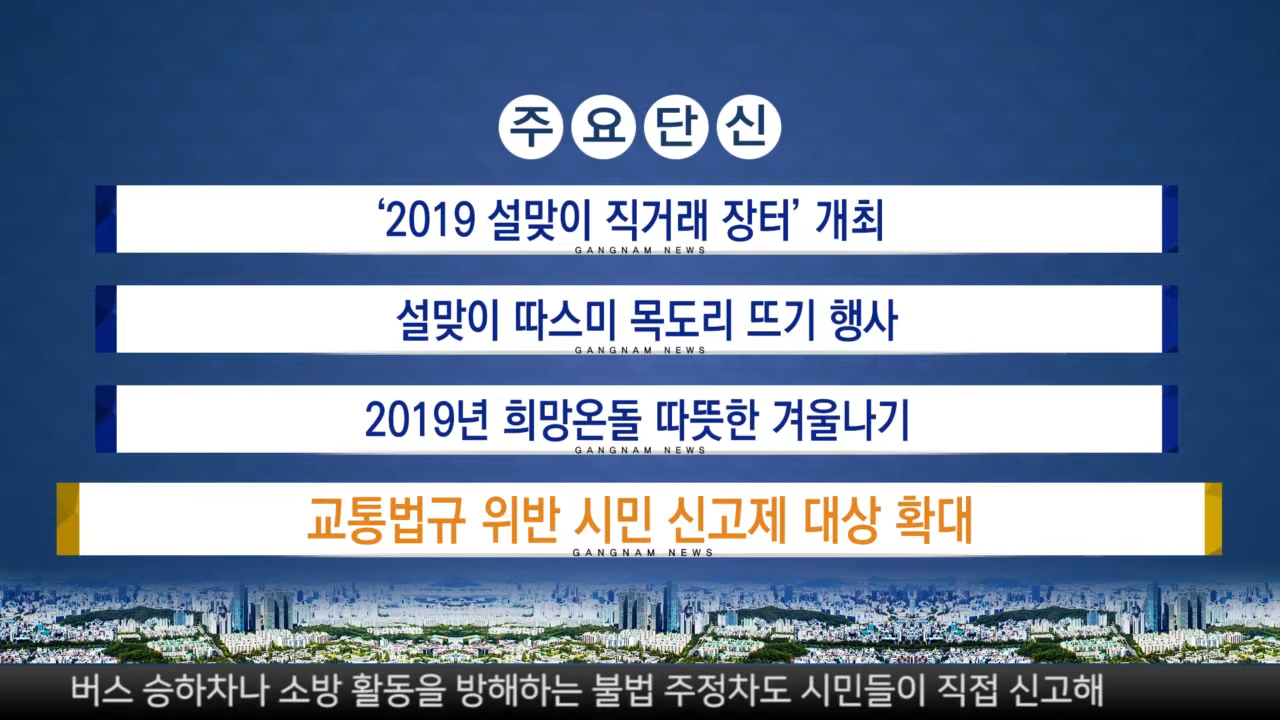 주요단신
‘2019 설맞이 직거래 장터’ 개최
GANGNAM NEWS
설맞이 따스미 목도리 뜨기 행사
GANGNAM NEWS
2019년 희망온돌 따뜻한 겨울나기
GANGNAM NEWS
교통법규 위반 시민 신고제 대상 확대
GANGNAM NEWS
버스 승하차나 소방 활동을 방해하는 불법 주정차도 시민들이 직접 신고해